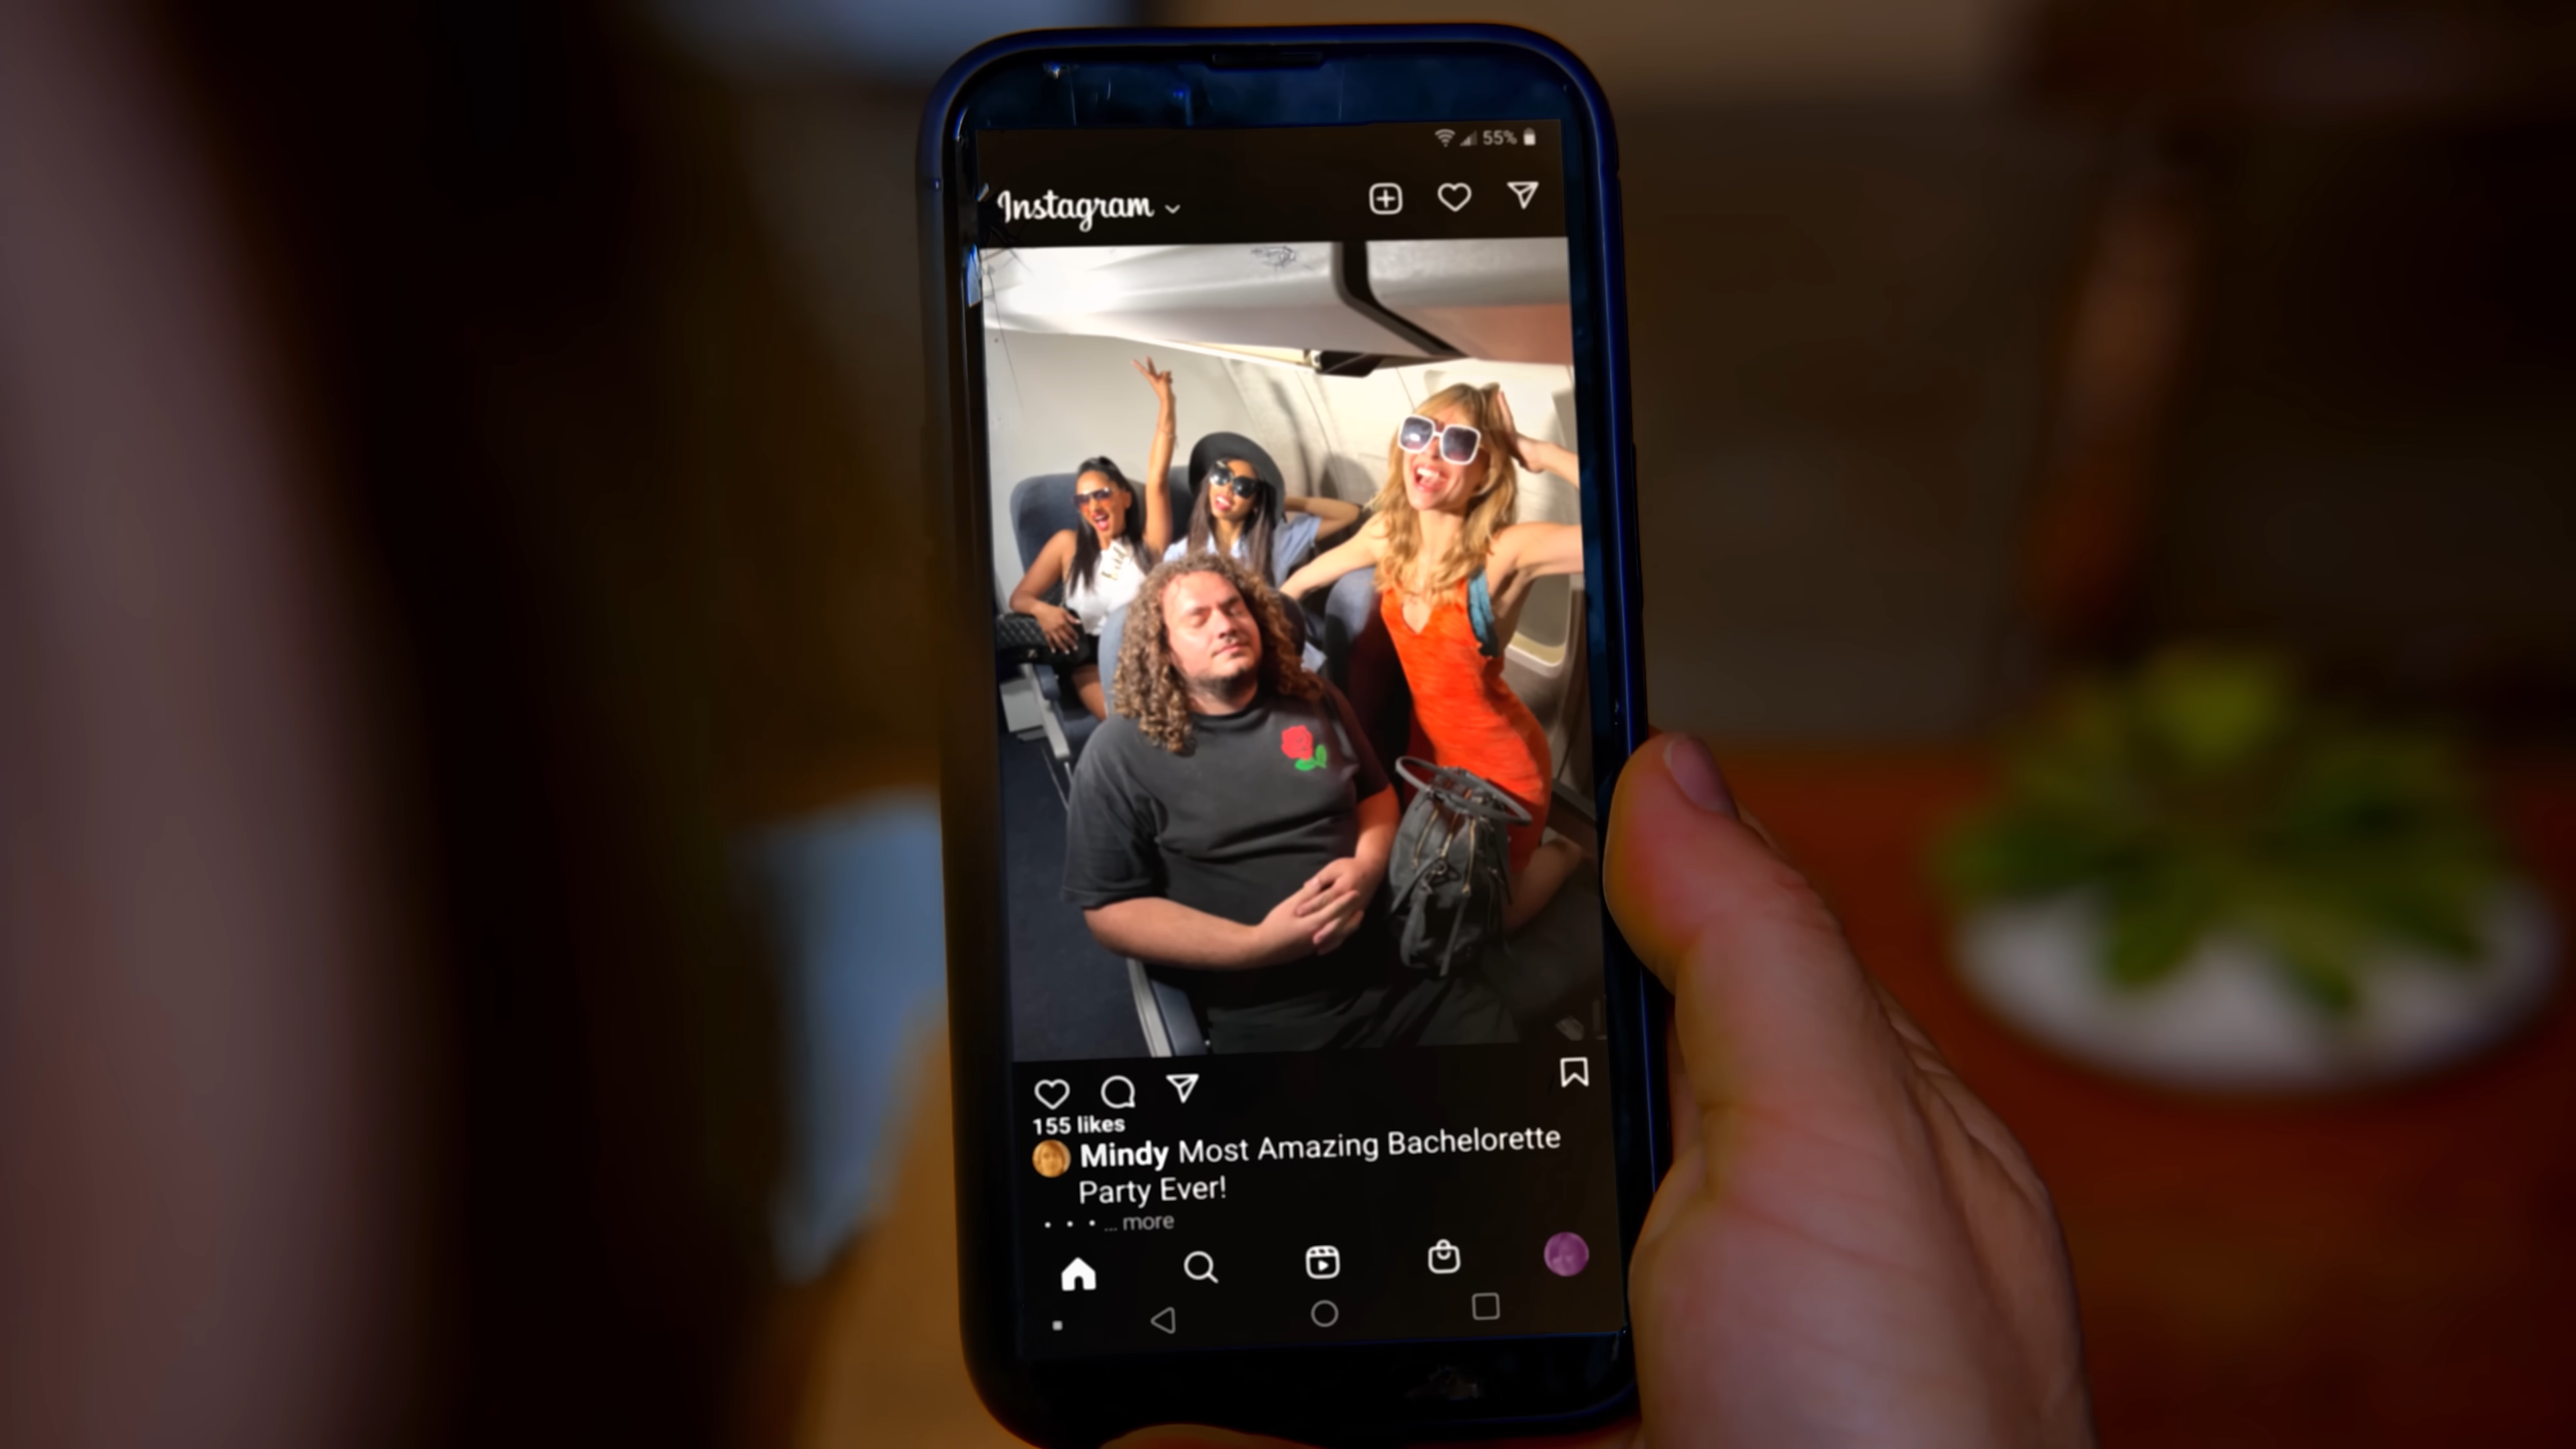 55%
Instagram
155 likes
Mindy Most Amazing Bachelorette
Party Ever!
... more